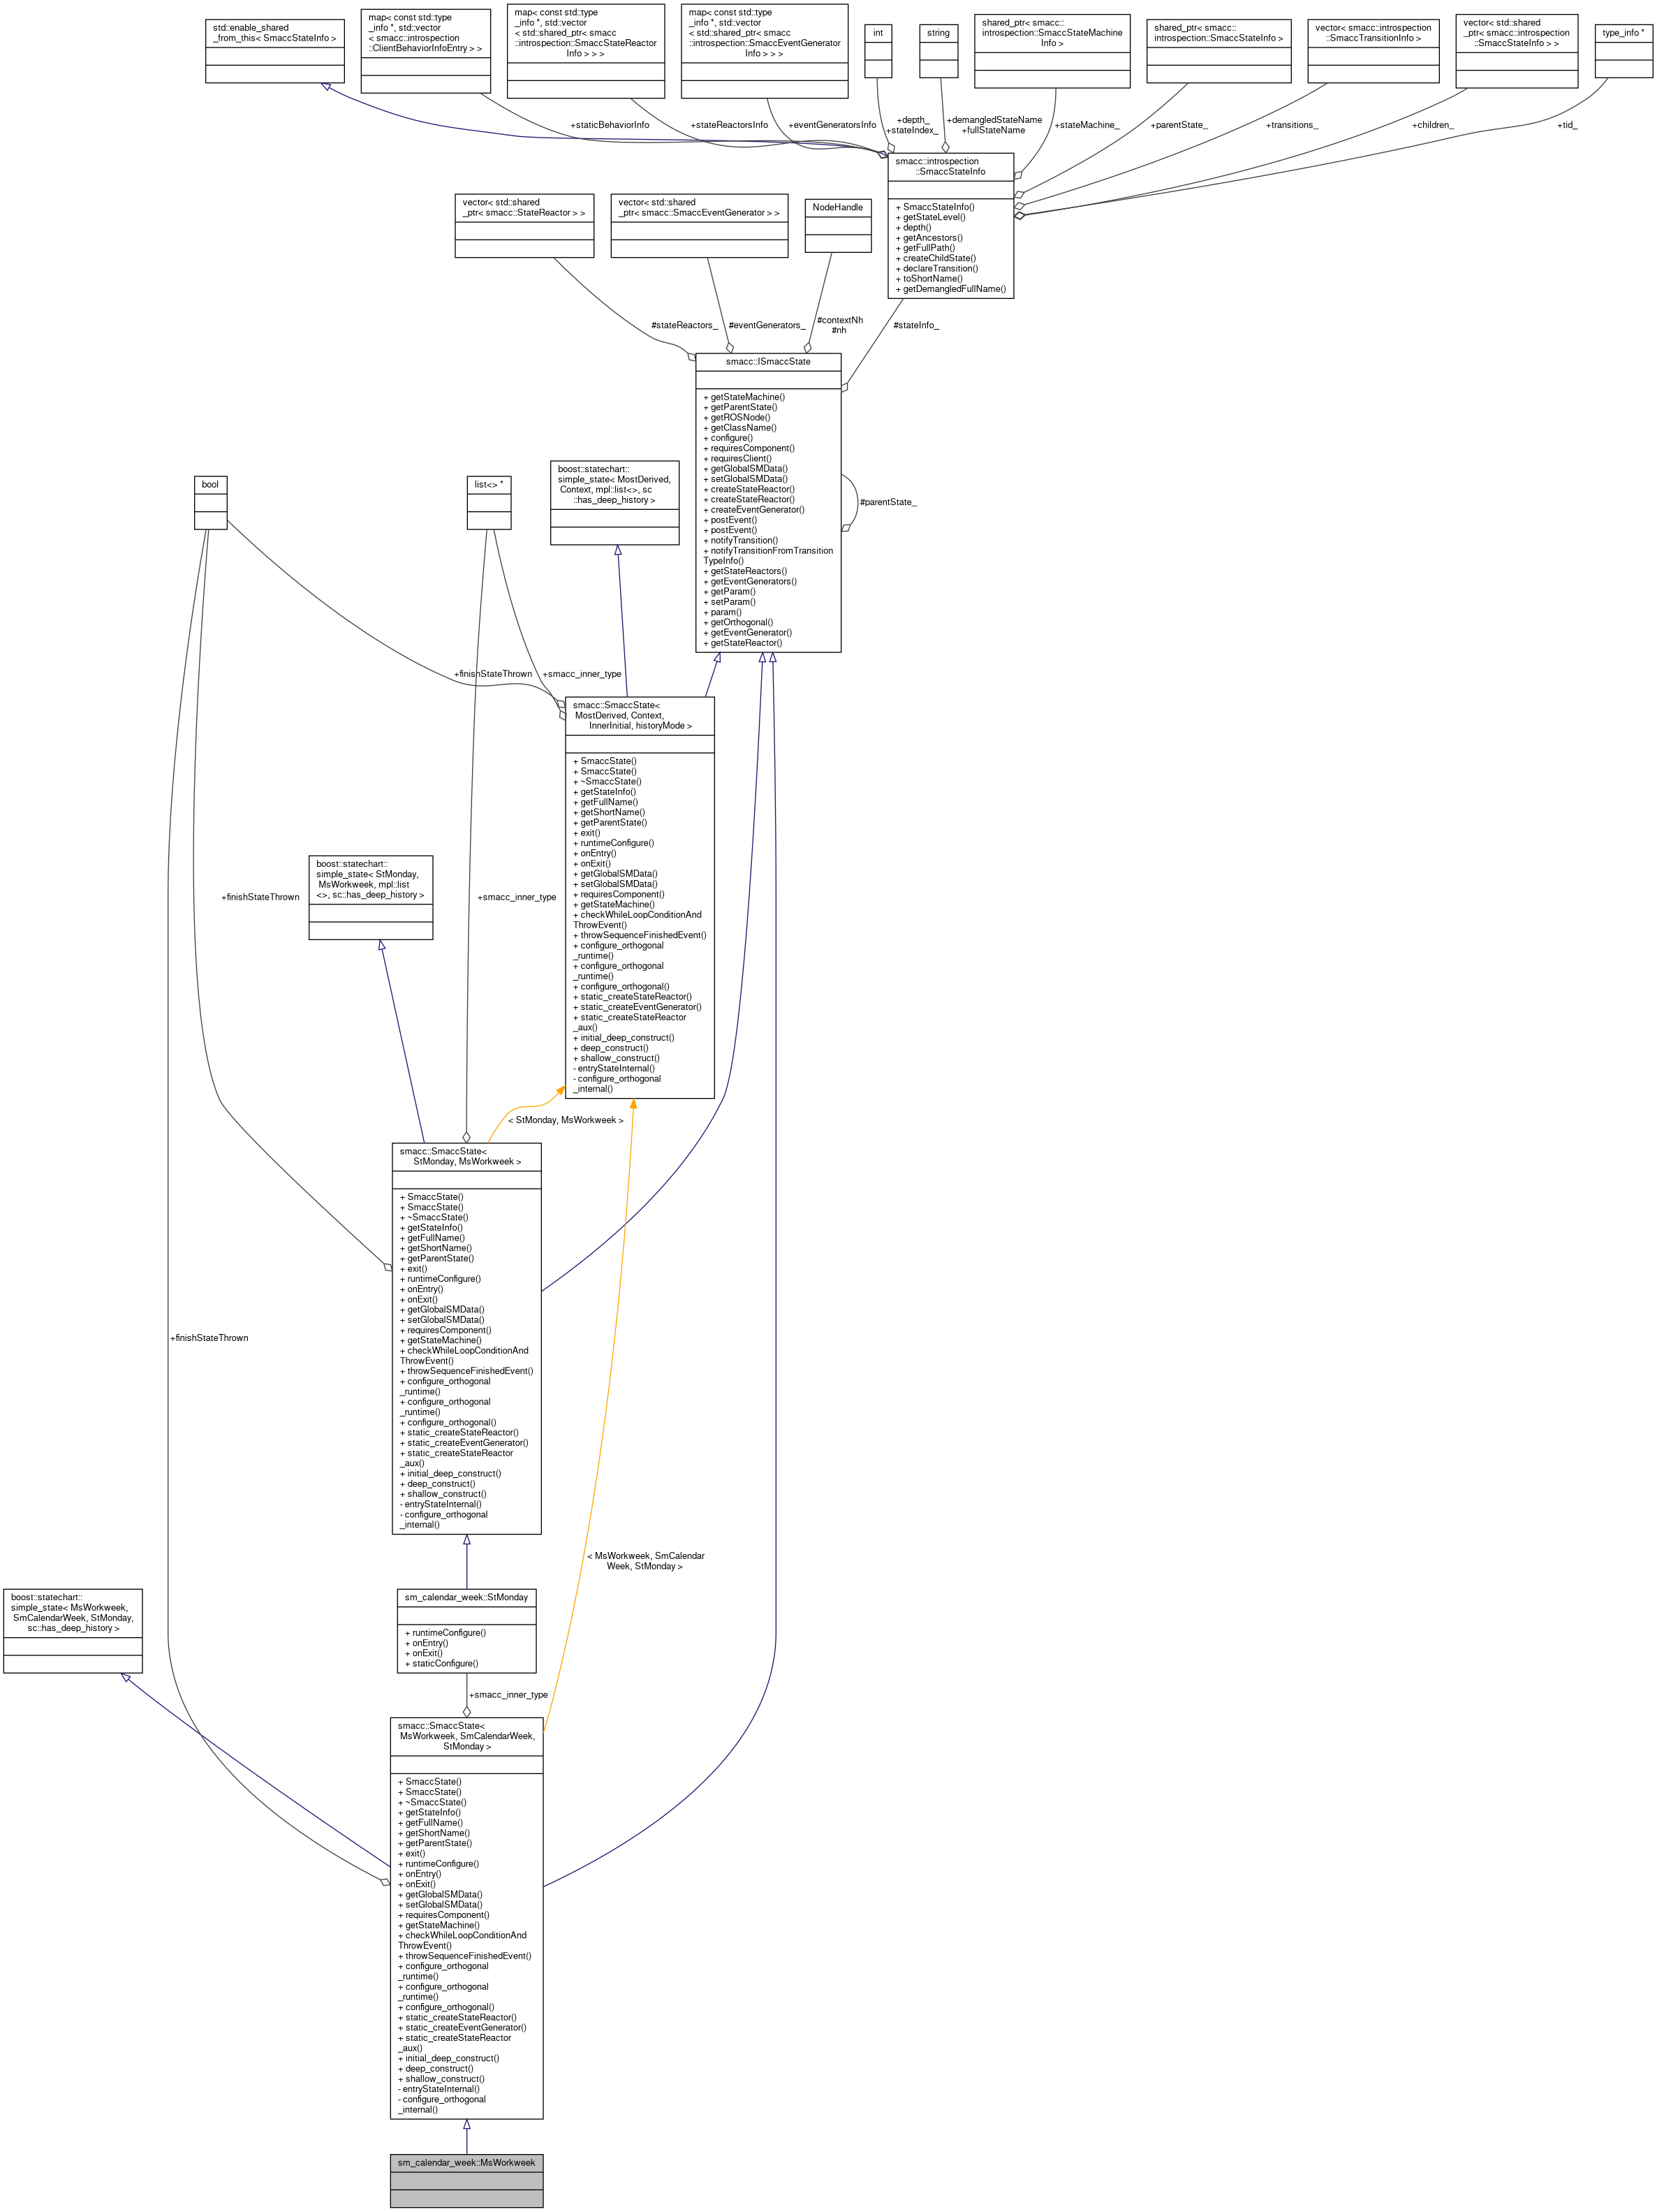 std::enable_shared
_from_this< SmaccStateInfo >
map< const std::type
_info *, std::vector
< smacc::introspection
::ClientBehaviorInfoEntry > >
map< const std::type
_info *, std::vector
< std::shared_ptr< smacc
::introspection::SmaccStateReactor
Info > > >
map< const std::type
_info *, std::vector
< std::shared_ptr< smacc
::introspection::SmaccEventGenerator
Info > > >
int
string
shared_ptr< smacc::
introspection::SmaccStateMachine
Info >
shared_ptr< smacc::
introspection::SmaccStateInfo >
vector< smacc::introspection
::SmaccTransitionInfo >
vector< std::shared
_ptr< smacc::introspection
::SmaccStateInfo > >
type_info *
+staticBehaviorInfo
+stateReactorsInfo
+eventGeneratorsInfo
+depth_
+stateIndex_
+demangledStateName
+fullStateName
+stateMachine_
+parentState_
+transitions_
+children_
+tid_
smacc::introspection
::SmaccStateInfo
+ SmaccStateInfo()
+ getStateLevel()
+ depth()
+ getAncestors()
+ getFullPath()
+ createChildState()
+ declareTransition()
+ toShortName()
+ getDemangledFullName()
vector< std::shared
_ptr< smacc::StateReactor > >
vector< std::shared
_ptr< smacc::SmaccEventGenerator > >
NodeHandle
#stateReactors_
#eventGenerators_
#contextNh
#nh
#stateInfo_
smacc::ISmaccState
+ getStateMachine()
+ getParentState()
+ getROSNode()
+ getClassName()
+ configure()
+ requiresComponent()
+ requiresClient()
+ getGlobalSMData()
+ setGlobalSMData()
+ createStateReactor()
+ createStateReactor()
+ createEventGenerator()
+ postEvent()
+ postEvent()
+ notifyTransition()
+ notifyTransitionFromTransition
TypeInfo()
+ getStateReactors()
+ getEventGenerators()
+ getParam()
+ setParam()
+ param()
+ getOrthogonal()
+ getEventGenerator()
+ getStateReactor()
#parentState_
bool
list<> *
boost::statechart::
simple_state< MostDerived,
Context, mpl::list<>, sc
::has_deep_history >
+finishStateThrown
+smacc_inner_type
smacc::SmaccState<
MostDerived, Context,
InnerInitial, historyMode >
+ SmaccState()
+ SmaccState()
+ ~SmaccState()
+ getStateInfo()
+ getFullName()
+ getShortName()
+ getParentState()
+ exit()
+ runtimeConfigure()
+ onEntry()
+ onExit()
+ getGlobalSMData()
+ setGlobalSMData()
+ requiresComponent()
+ getStateMachine()
+ checkWhileLoopConditionAnd
ThrowEvent()
+ throwSequenceFinishedEvent()
+ configure_orthogonal
_runtime()
+ configure_orthogonal
_runtime()
+ configure_orthogonal()
+ static_createStateReactor()
+ static_createEventGenerator()
+ static_createStateReactor
_aux()
+ initial_deep_construct()
+ deep_construct()
+ shallow_construct()
- entryStateInternal()
- configure_orthogonal
_internal()
boost::statechart::
simple_state< StMonday,
MsWorkweek, mpl::list
<>, sc::has_deep_history >
+finishStateThrown
+smacc_inner_type
< StMonday, MsWorkweek >
smacc::SmaccState<
StMonday, MsWorkweek >
+ SmaccState()
+ SmaccState()
+ ~SmaccState()
+ getStateInfo()
+ getFullName()
+ getShortName()
+ getParentState()
+ exit()
+ runtimeConfigure()
+ onEntry()
+ onExit()
+ getGlobalSMData()
+ setGlobalSMData()
+ requiresComponent()
+ getStateMachine()
+ checkWhileLoopConditionAnd
ThrowEvent()
+ throwSequenceFinishedEvent()
+ configure_orthogonal
_runtime()
+ configure_orthogonal
_runtime()
+ configure_orthogonal()
+ static_createStateReactor()
+ static_createEventGenerator()
+ static_createStateReactor
_aux()
+ initial_deep_construct()
+ deep_construct()
+ shallow_construct()
- entryStateInternal()
- configure_orthogonal
_internal()
+finishStateThrown
< MsWorkweek, SmCalendar
Week, StMonday >
boost::statechart::
simple_state< MsWorkweek,
SmCalendarWeek, StMonday,
sc::has_deep_history >
sm_calendar_week::StMonday
+ runtimeConfigure()
+ onEntry()
+ onExit()
+ staticConfigure()
+smacc_inner_type
smacc::SmaccState<
MsWorkweek, SmCalendarWeek,
StMonday >
+ SmaccState()
+ SmaccState()
+ ~SmaccState()
+ getStateInfo()
+ getFullName()
+ getShortName()
+ getParentState()
+ exit()
+ runtimeConfigure()
+ onEntry()
+ onExit()
+ getGlobalSMData()
+ setGlobalSMData()
+ requiresComponent()
+ getStateMachine()
+ checkWhileLoopConditionAnd
ThrowEvent()
+ throwSequenceFinishedEvent()
+ configure_orthogonal
_runtime()
+ configure_orthogonal
_runtime()
+ configure_orthogonal()
+ static_createStateReactor()
+ static_createEventGenerator()
+ static_createStateReactor
_aux()
+ initial_deep_construct()
+ deep_construct()
+ shallow_construct()
- entryStateInternal()
- configure_orthogonal
_internal()
sm_calendar_week::MsWorkweek